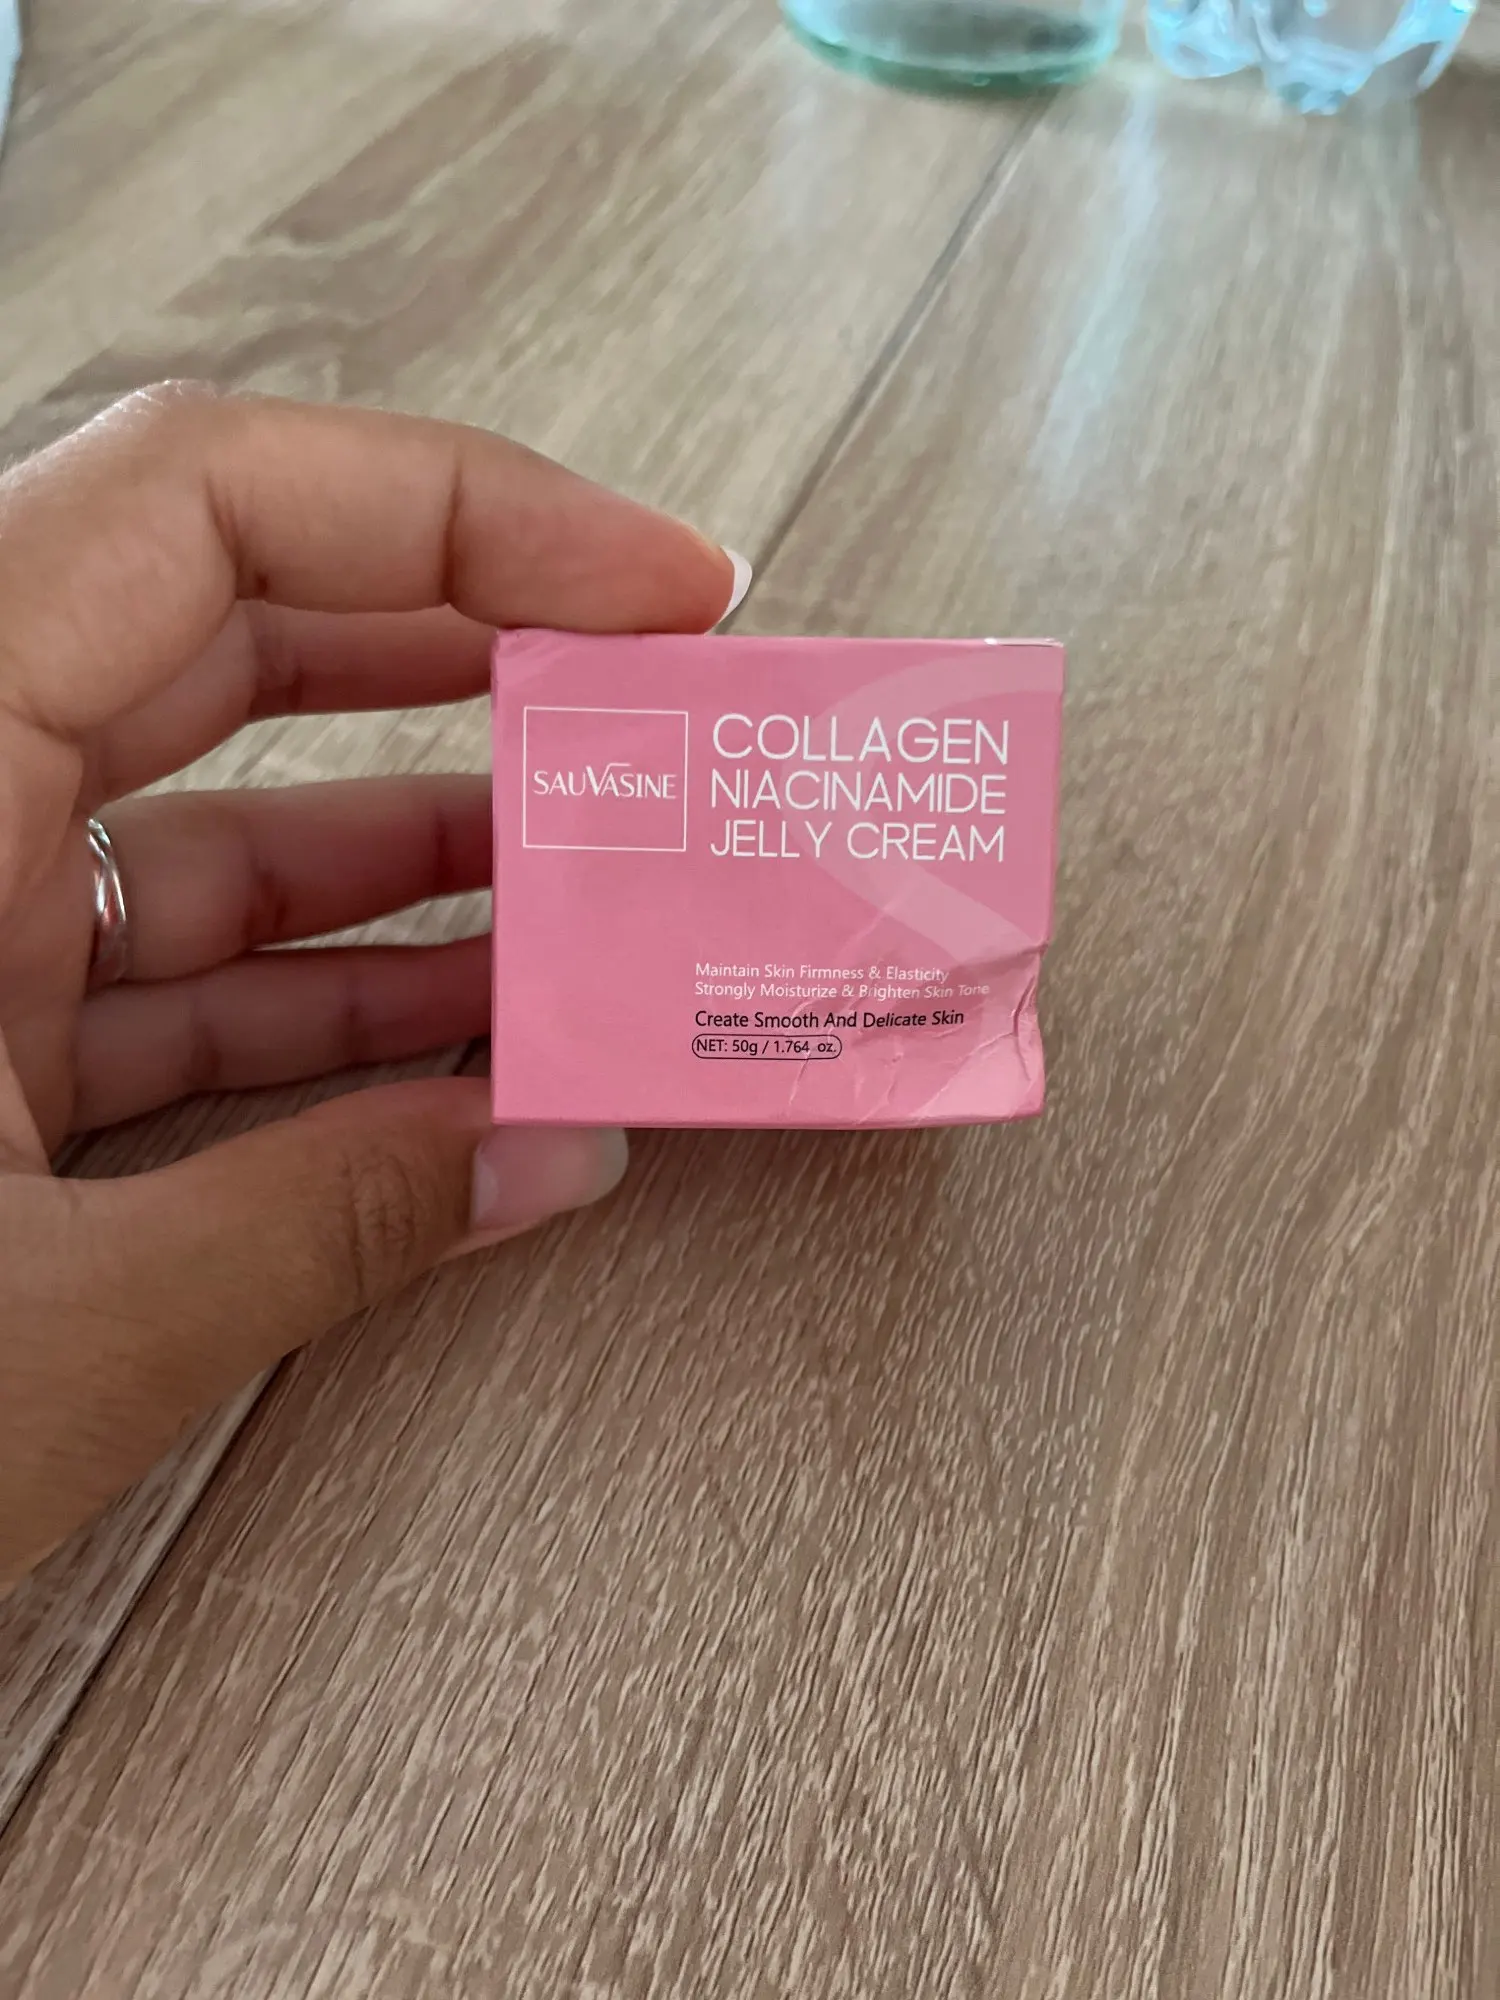 SAUVASINE
COLLAGEN
NIACINAMIDE
JELLY CREAM
Maintain Skin Firmness & Elasticity
Strongly Moisturize & Brighten Skin Tone
Create Smooth And Delicate Skin
NET: 50g / 1.764 oz.